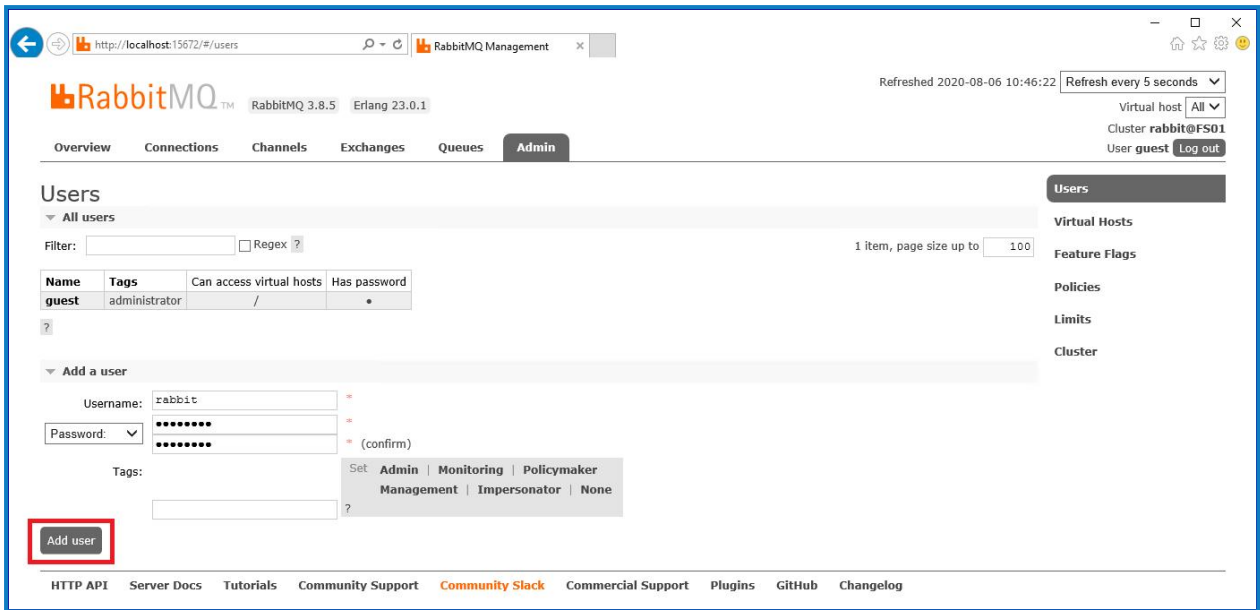 http://localhost:15672/#/users
RabbitMQ Management
RabbitMQ TM RabbitMQ 3.8.5 Erlang 23.0.1
Refreshed 2020-08-06 10:46:22 Refresh every 5 seconds
Virtual host All
Cluster rabbit@FS01
User guest Log out
Overview Connections Channels Exchanges Queues Admin
Users
All users
Filter: Regex ? 1 item, page size up to 100
Name Tags Can access virtual hosts Has password
guest administrator / •
?
Add a user
Username: rabbit *
Password: •••••••• *
•••••••• * (confirm)
Tags: Set Admin | Monitoring | Policymaker
Management | Impersonator | None
?
Add user
Users
Virtual Hosts
Feature Flags
Policies
Limits
Cluster
HTTP API Server Docs Tutorials Community Support Community Slack Commercial Support Plugins GitHub Changelog